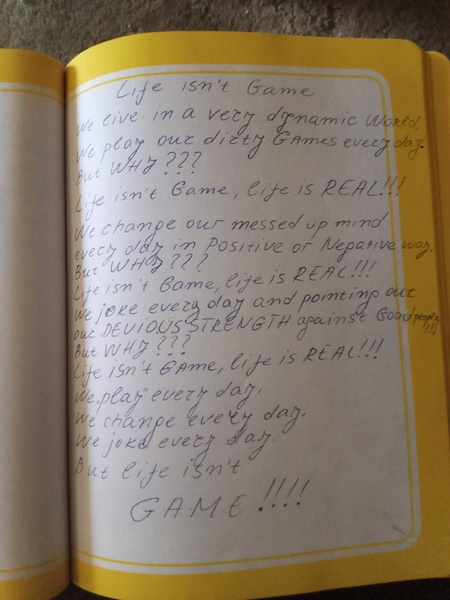 Life isn't Game
We live in a very dynamic World,
We play our dirty GAmes every day.
But WHY ???
Life isn't Game, life is REAL!!!
We change our messed up mind
every day in Positive or Negative way.
But WHY ???
Life isn't Game, life is REAL!!!
We joke every day and pointing out
our DEVIOUS STRENGTH against GOOD people!!!
But WHY ???
Life isn't GAme, life is REAL!!!
We play every day.
We change every day.
We joke every day.
But life isn't
GAME!!!!